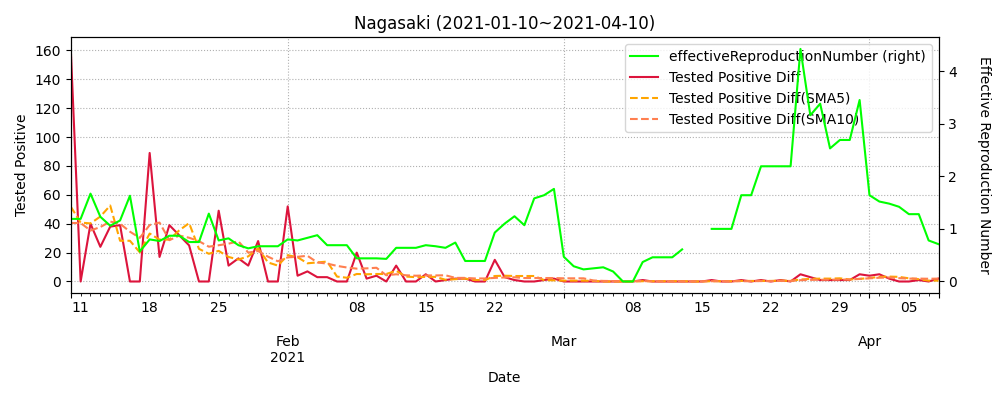 Nagasaki (2021-01-10~2021-04-10)
effectiveReproductionNumber (right)
Tested Positive Diff
Tested Positive Diff(SMA5)
Tested Positive Diff(SMA10)
Tested Positive
160
140
120
100
80
60
40
20
0
Effective Reproduction Number
4
3
2
1
0
11 18 25 08 15 22 08 15 22 29 05
Feb Mar Apr
2021
Date